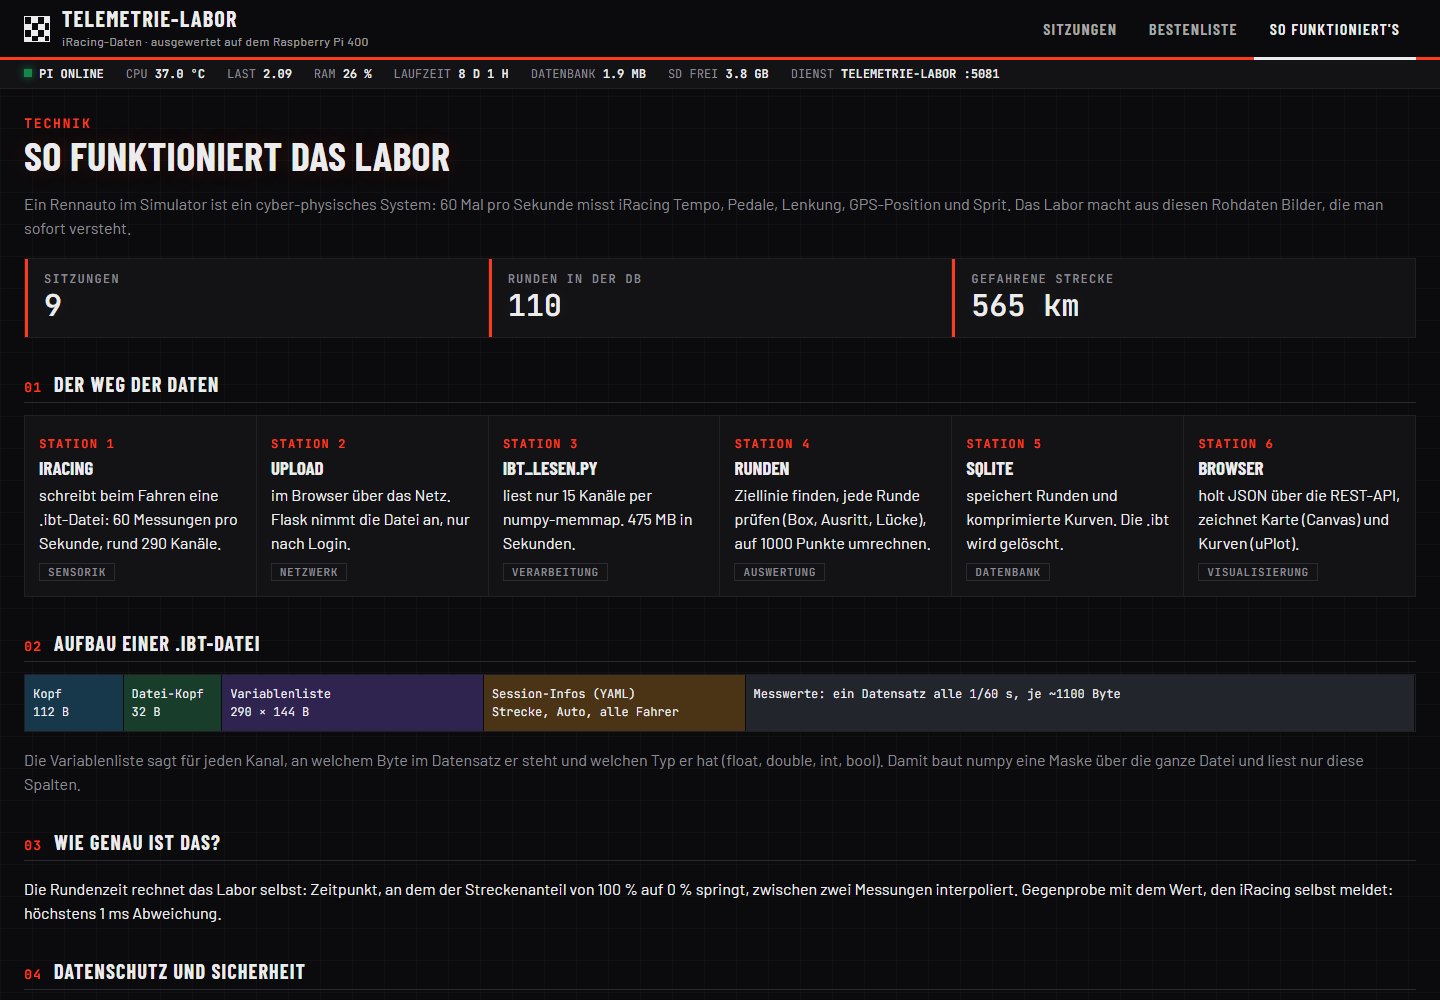 TELEMETRIE-LABOR
iRacing-Daten · ausgewertet auf dem Raspberry Pi 400
SITZUNGEN BESTENLISTE SO FUNKTIONIERT'S
PI ONLINE CPU 37.0 °C LAST 2.09 RAM 26 % LAUFZEIT 8 D 1 H DATENBANK 1.9 MB SD FREI 3.8 GB DIENST TELEMETRIE-LABOR :5081
TECHNIK
SO FUNKTIONIERT DAS LABOR
Ein Rennauto im Simulator ist ein cyber-physisches System: 60 Mal pro Sekunde misst iRacing Tempo, Pedale, Lenkung, GPS-Position und Sprit. Das Labor macht aus diesen Rohdaten Bilder, die man
sofort versteht.
SITZUNGEN
9
RUNDEN IN DER DB
110
GEFAHRENE STRECKE
565 km
01 DER WEG DER DATEN
STATION 1
IRACING
schreibt beim Fahren eine
.ibt-Datei: 60 Messungen pro
Sekunde, rund 290 Kanäle.
SENSORIK
STATION 2
UPLOAD
im Browser über das Netz.
Flask nimmt die Datei an, nur
nach Login.
NETZWERK
STATION 3
IBT_LESEN.PY
liest nur 15 Kanäle per
numpy-memmap. 475 MB in
Sekunden.
VERARBEITUNG
STATION 4
RUNDEN
Ziellinie finden, jede Runde
prüfen (Box, Ausritt, Lücke),
auf 1000 Punkte umrechnen.
AUSWERTUNG
STATION 5
SQLITE
speichert Runden und
komprimierte Kurven. Die .ibt
wird gelöscht.
DATENBANK
STATION 6
BROWSER
holt JSON über die REST-API,
zeichnet Karte (Canvas) und
Kurven (uPlot).
VISUALISIERUNG
02 AUFBAU EINER .IBT-DATEI
Kopf
112 B
Datei-Kopf
32 B
Variablenliste
290 × 144 B
Session-Infos (YAML)
Strecke, Auto, alle Fahrer
Messwerte: ein Datensatz alle 1/60 s, je ~1100 Byte
Die Variablenliste sagt für jeden Kanal, an welchem Byte im Datensatz er steht und welchen Typ er hat (float, double, int, bool). Damit baut numpy eine Maske über die ganze Datei und liest nur diese
Spalten.
03 WIE GENAU IST DAS?
Die Rundenzeit rechnet das Labor selbst: Zeitpunkt, an dem der Streckenanteil von 100 % auf 0 % springt, zwischen zwei Messungen interpoliert. Gegenprobe mit dem Wert, den iRacing selbst meldet:
höchstens 1 ms Abweichung.
04 DATENSCHUTZ UND SICHERHEIT